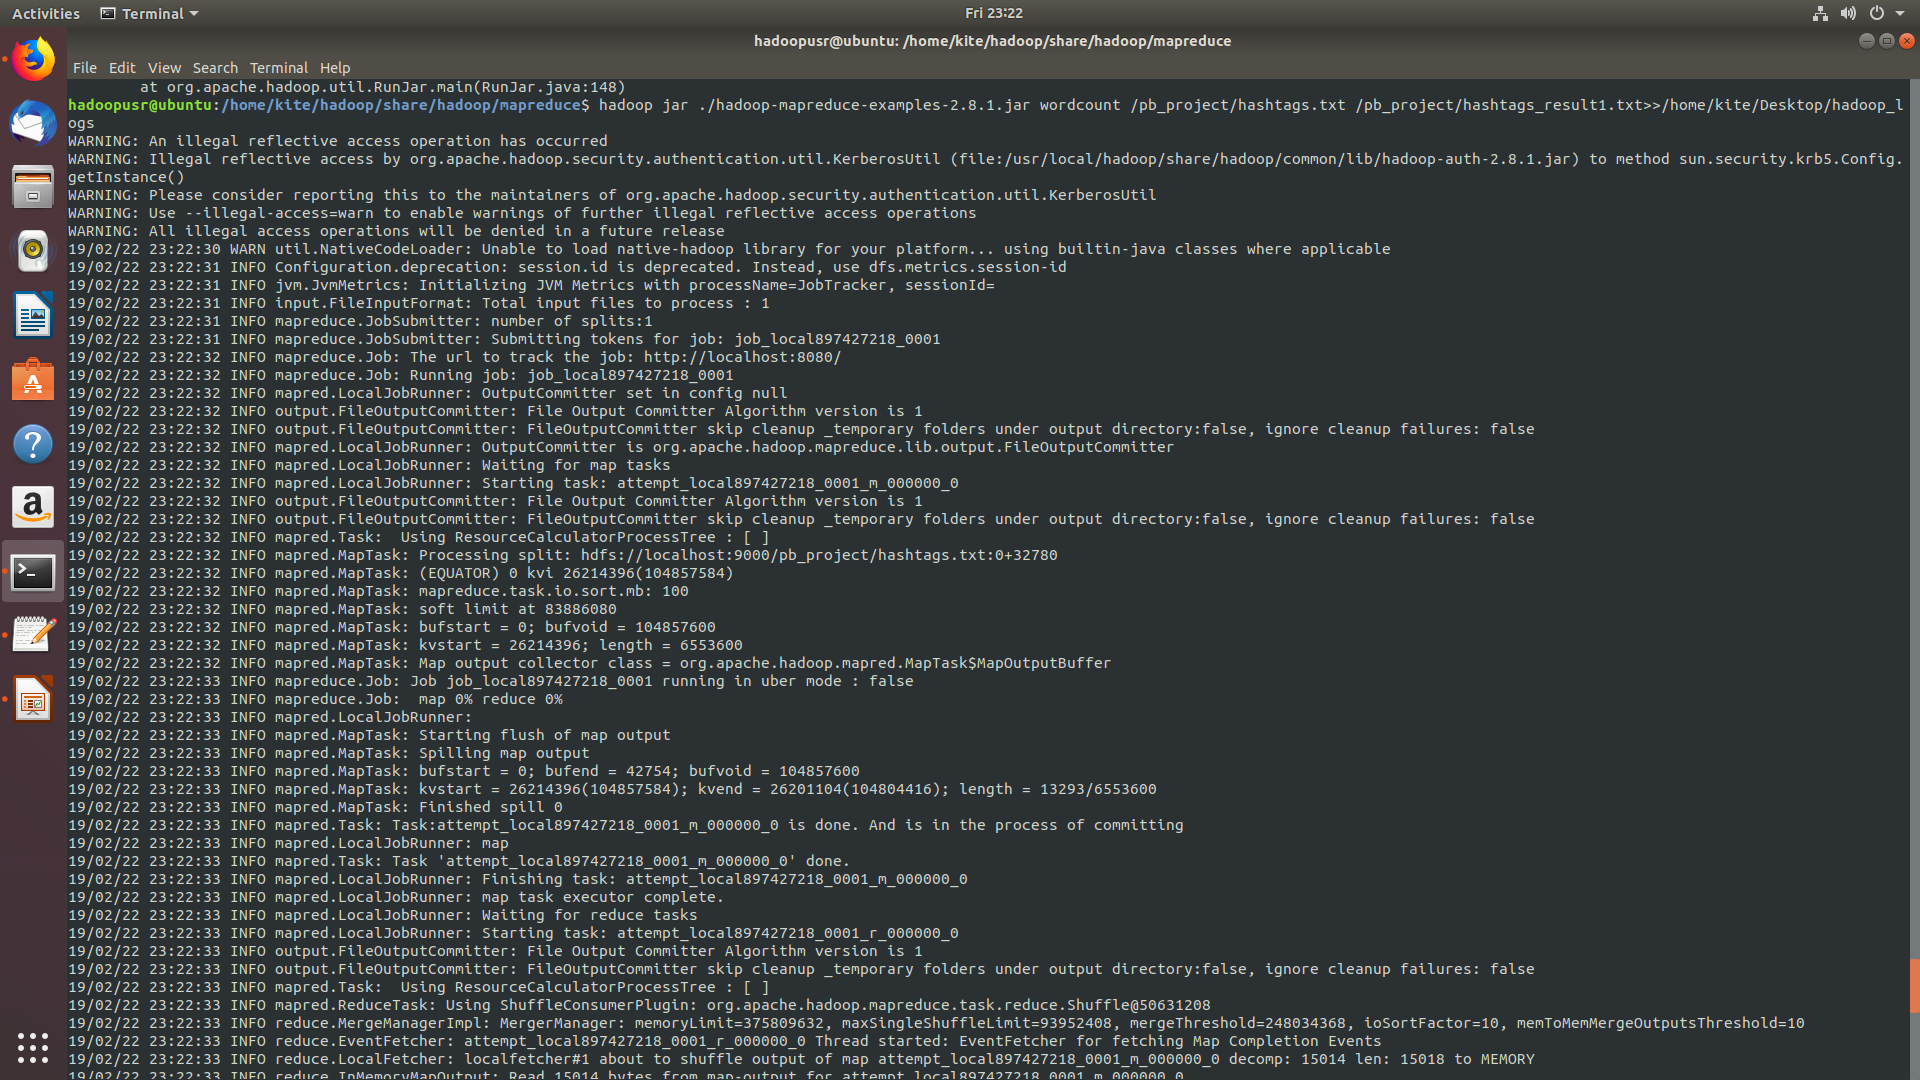 Activities
Terminal
Fri 23:22
hadoopusr@ubuntu: /home/kite/hadoop/share/hadoop/mapreduce
File Edit View Search Terminal Help
at org.apache.hadoop.util.RunJar.main(RunJar.java:148)
hadoopusr@ubuntu:/home/kite/hadoop/share/hadoop/mapreduce$ hadoop jar ./hadoop-mapreduce-examples-2.8.1.jar wordcount /pb_project/hashtags.txt /pb_project/hashtags_result1.txt>>/home/kite/Desktop/hadoop_l
ogs
WARNING: An illegal reflective access operation has occurred
WARNING: Illegal reflective access by org.apache.hadoop.security.authentication.util.KerberosUtil (file:/usr/local/hadoop/share/hadoop/common/lib/hadoop-auth-2.8.1.jar) to method sun.security.krb5.Config.
getInstance()
WARNING: Please consider reporting this to the maintainers of org.apache.hadoop.security.authentication.util.KerberosUtil
WARNING: Use --illegal-access=warn to enable warnings of further illegal reflective access operations
WARNING: All illegal access operations will be denied in a future release
19/02/22 23:22:30 WARN util.NativeCodeLoader: Unable to load native-hadoop library for your platform... using builtin-java classes where applicable
19/02/22 23:22:31 INFO Configuration.deprecation: session.id is deprecated. Instead, use dfs.metrics.session-id
19/02/22 23:22:31 INFO jvm.JvmMetrics: Initializing JVM Metrics with processName=JobTracker, sessionId=
19/02/22 23:22:31 INFO input.FileInputFormat: Total input files to process : 1
19/02/22 23:22:31 INFO mapreduce.JobSubmitter: number of splits:1
19/02/22 23:22:31 INFO mapreduce.JobSubmitter: Submitting tokens for job: job_local897427218_0001
19/02/22 23:22:32 INFO mapreduce.Job: The url to track the job: http://localhost:8080/
19/02/22 23:22:32 INFO mapreduce.Job: Running job: job_local897427218_0001
19/02/22 23:22:32 INFO mapred.LocalJobRunner: OutputCommitter set in config null
19/02/22 23:22:32 INFO output.FileOutputCommitter: File Output Committer Algorithm version is 1
19/02/22 23:22:32 INFO output.FileOutputCommitter: FileOutputCommitter skip cleanup _temporary folders under output directory:false, ignore cleanup failures: false
19/02/22 23:22:32 INFO mapred.LocalJobRunner: OutputCommitter is org.apache.hadoop.mapreduce.lib.output.FileOutputCommitter
19/02/22 23:22:32 INFO mapred.LocalJobRunner: Waiting for map tasks
19/02/22 23:22:32 INFO mapred.LocalJobRunner: Starting task: attempt_local897427218_0001_m_000000_0
19/02/22 23:22:32 INFO output.FileOutputCommitter: File Output Committer Algorithm version is 1
19/02/22 23:22:32 INFO output.FileOutputCommitter: FileOutputCommitter skip cleanup _temporary folders under output directory:false, ignore cleanup failures: false
19/02/22 23:22:32 INFO mapred.Task:  Using ResourceCalculatorProcessTree : [ ]
19/02/22 23:22:32 INFO mapred.MapTask: Processing split: hdfs://localhost:9000/pb_project/hashtags.txt:0+32780
19/02/22 23:22:32 INFO mapred.MapTask: (EQUATOR) 0 kvi 26214396(104857584)
19/02/22 23:22:32 INFO mapred.MapTask: mapreduce.task.io.sort.mb: 100
19/02/22 23:22:32 INFO mapred.MapTask: soft limit at 83886080
19/02/22 23:22:32 INFO mapred.MapTask: bufstart = 0; bufvoid = 104857600
19/02/22 23:22:32 INFO mapred.MapTask: kvstart = 26214396; length = 6553600
19/02/22 23:22:32 INFO mapred.MapTask: Map output collector class = org.apache.hadoop.mapred.MapTask$MapOutputBuffer
19/02/22 23:22:33 INFO mapreduce.Job: Job job_local897427218_0001 running in uber mode : false
19/02/22 23:22:33 INFO mapreduce.Job:  map 0% reduce 0%
19/02/22 23:22:33 INFO mapred.LocalJobRunner:
19/02/22 23:22:33 INFO mapred.MapTask: Starting flush of map output
19/02/22 23:22:33 INFO mapred.MapTask: Spilling map output
19/02/22 23:22:33 INFO mapred.MapTask: bufstart = 0; bufend = 42754; bufvoid = 104857600
19/02/22 23:22:33 INFO mapred.MapTask: kvstart = 26214396(104857584); kvend = 26201104(104804416); length = 13293/6553600
19/02/22 23:22:33 INFO mapred.MapTask: Finished spill 0
19/02/22 23:22:33 INFO mapred.Task: Task:attempt_local897427218_0001_m_000000_0 is done. And is in the process of committing
19/02/22 23:22:33 INFO mapred.LocalJobRunner: map
19/02/22 23:22:33 INFO mapred.Task: Task 'attempt_local897427218_0001_m_000000_0' done.
19/02/22 23:22:33 INFO mapred.LocalJobRunner: Finishing task: attempt_local897427218_0001_m_000000_0
19/02/22 23:22:33 INFO mapred.LocalJobRunner: map task executor complete.
19/02/22 23:22:33 INFO mapred.LocalJobRunner: Waiting for reduce tasks
19/02/22 23:22:33 INFO mapred.LocalJobRunner: Starting task: attempt_local897427218_0001_r_000000_0
19/02/22 23:22:33 INFO output.FileOutputCommitter: File Output Committer Algorithm version is 1
19/02/22 23:22:33 INFO output.FileOutputCommitter: FileOutputCommitter skip cleanup _temporary folders under output directory:false, ignore cleanup failures: false
19/02/22 23:22:33 INFO mapred.Task:  Using ResourceCalculatorProcessTree : [ ]
19/02/22 23:22:33 INFO mapred.ReduceTask: Using ShuffleConsumerPlugin: org.apache.hadoop.mapreduce.task.reduce.Shuffle@50631208
19/02/22 23:22:33 INFO reduce.MergeManagerImpl: MergerManager: memoryLimit=375809632, maxSingleShuffleLimit=93952408, mergeThreshold=248034368, ioSortFactor=10, memToMemMergeOutputsThreshold=10
19/02/22 23:22:33 INFO reduce.EventFetcher: attempt_local897427218_0001_r_000000_0 Thread started: EventFetcher for fetching Map Completion Events
19/02/22 23:22:33 INFO reduce.LocalFetcher: localfetcher#1 about to shuffle output of map attempt_local897427218_0001_m_000000_0 decomp: 15014 len: 15018 to MEMORY
19/02/22 23:22:33 INFO reduce.InMemoryMapOutput: Read 15014 bytes from map-output for attempt_local897427218_0001_m_000000_0